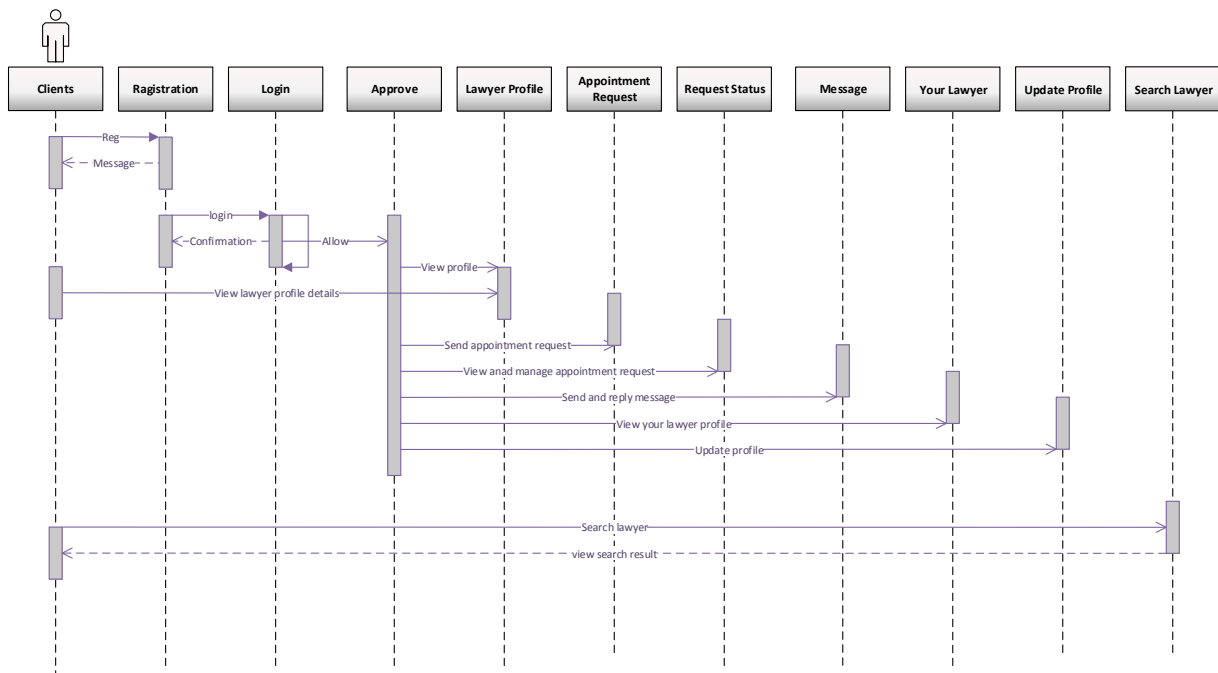 Clients
Ragistration
Login
Approve
Lawyer Profile
Appointment
Request
Request Status
Message
Your Lawyer
Update Profile
Search Lawyer
Reg
Message
login
Confirmation
Allow
View profile
View lawyer profile details
Send appointment request
View anad manage appointment request
Send and reply message
View your lawyer profile
Update profile
Search lawyer
view search result